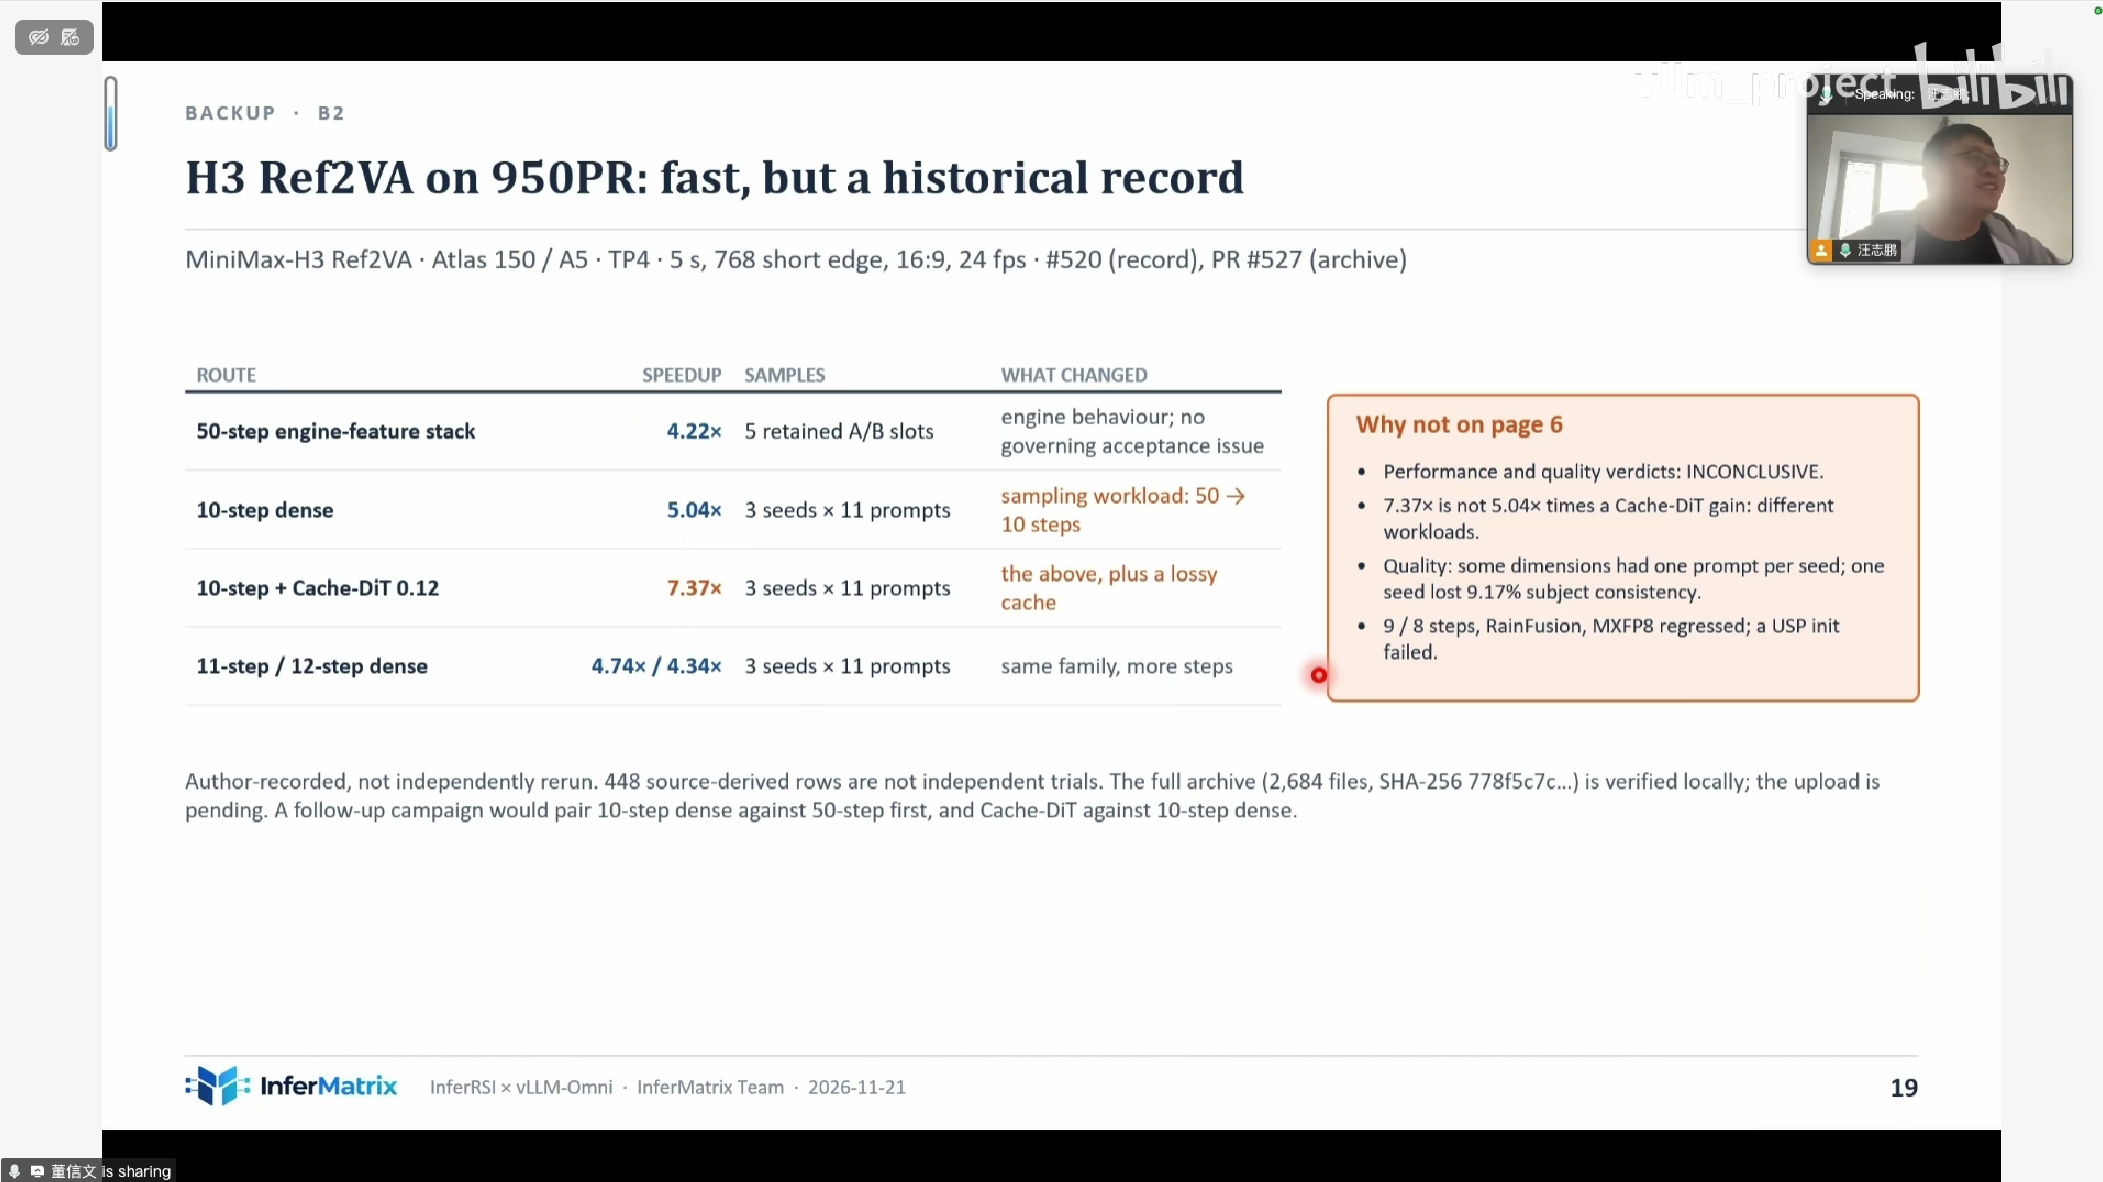 vllm_project bilibili
Speaking:
汪志鹏
BACKUP · B2
H3 Ref2VA on 950PR: fast, but a historical record
MiniMax-H3 Ref2VA · Atlas 150 / A5 · TP4 · 5 s, 768 short edge, 16:9, 24 fps · #520 (record), PR #527 (archive)
ROUTE SPEEDUP SAMPLES WHAT CHANGED
50-step engine-feature stack 4.22× 5 retained A/B slots engine behaviour; no
governing acceptance issue
10-step dense 5.04× 3 seeds × 11 prompts sampling workload: 50 →
10 steps
10-step + Cache-DiT 0.12 7.37× 3 seeds × 11 prompts the above, plus a lossy
cache
11-step / 12-step dense 4.74× / 4.34× 3 seeds × 11 prompts same family, more steps
Why not on page 6
• Performance and quality verdicts: INCONCLUSIVE.
• 7.37× is not 5.04× times a Cache-DiT gain: different
workloads.
• Quality: some dimensions had one prompt per seed; one
seed lost 9.17% subject consistency.
• 9 / 8 steps, RainFusion, MXFP8 regressed; a USP init
failed.
Author-recorded, not independently rerun. 448 source-derived rows are not independent trials. The full archive (2,684 files, SHA-256 778f5c7c...) is verified locally; the upload is
pending. A follow-up campaign would pair 10-step dense against 50-step first, and Cache-DiT against 10-step dense.
InferMatrix InferRSI × vLLM-Omni · InferMatrix Team · 2026-11-21 19
董信文 is sharing